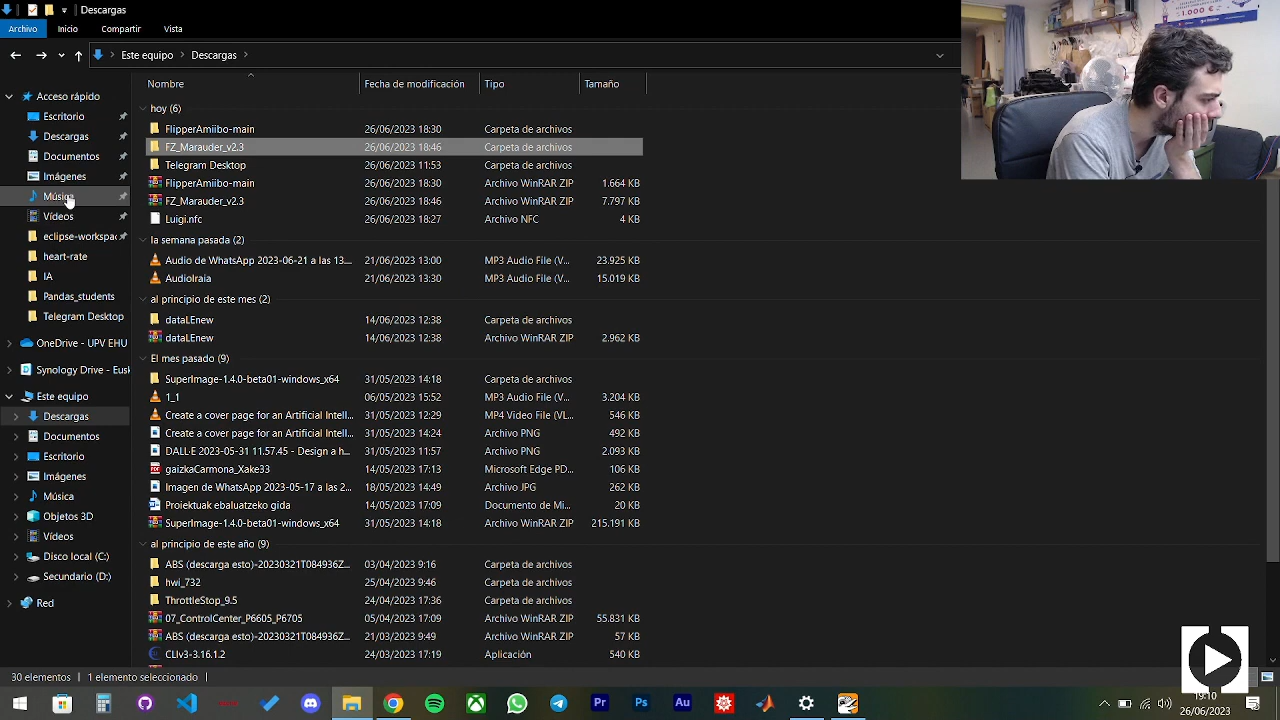 Descargas
Archivo Inicio Compartir Vista
Este equipo Descargas
Nombre Fecha de modificación Tipo Tamaño
Acceso rápido
Escritorio
Descargas
Documentos
Imágenes
Música
Vídeos
eclipse-workspac
heart-rate
IA
Pandas_students
Telegram Desktop
OneDrive - UPV EHU
Synology Drive - Eusk
Este equipo
Descargas
Documentos
Escritorio
Imágenes
Música
Objetos 3D
Vídeos
Disco local (C:)
Secundario (D:)
Red
hoy (6)
FlipperAmiibo-main 26/06/2023 18:30 Carpeta de archivos
FZ_Marauder_v2.3 26/06/2023 18:46 Carpeta de archivos
Telegram Desktop 26/06/2023 11:53 Carpeta de archivos
FlipperAmiibo-main 26/06/2023 18:30 Archivo WinRAR ZIP 1.664 KB
FZ_Marauder_v2.3 26/06/2023 18:46 Archivo WinRAR ZIP 7.797 KB
Luigi.nfc 26/06/2023 18:27 Archivo NFC 4 KB
la semana pasada (2)
Audio de WhatsApp 2023-06-21 a las 13... 21/06/2023 13:00 MP3 Audio File (V... 23.925 KB
AudioIraia 21/06/2023 13:30 MP3 Audio File (V... 15.019 KB
al principio de este mes (2)
dataLEnew 14/06/2023 12:38 Carpeta de archivos
dataLEnew 14/06/2023 12:38 Archivo WinRAR ZIP 2.962 KB
El mes pasado (9)
SuperImage-1.4.0-beta01-windows_x64 31/05/2023 14:18 Carpeta de archivos
1_1 06/05/2023 13:52 MP3 Audio File (V... 3.204 KB
Create a cover page for an Artificial Intell... 31/05/2023 12:29 MP4 Video File (VL... 546 KB
Create a cover page for an Artificial Intell... 31/05/2023 14:24 Archivo PNG 492 KB
DALL·E 2023-05-31 11.57.45 - Design a h... 31/05/2023 11:57 Archivo PNG 2.093 KB
gaizkaCarmona_Xake33 14/05/2023 17:13 Microsoft Edge PD... 106 KB
Imagen de WhatsApp 2023-05-17 a las 2... 18/05/2023 14:49 Archivo JPG 262 KB
Proiektuak ebaluatzeko gida 14/05/2023 17:09 Documento de Mi... 20 KB
SuperImage-1.4.0-beta01-windows_x64 31/05/2023 14:18 Archivo WinRAR ZIP 215.191 KB
al principio de este año (9)
ABS (descarga esto)-20230321T084936Z... 03/04/2023 9:16 Carpeta de archivos
hwi_732 25/04/2023 9:46 Carpeta de archivos
ThrottleStop_9.5 24/04/2023 17:36 Carpeta de archivos
07_ControlCenter_P6605_P6705 05/04/2023 17:09 Archivo WinRAR ZIP 55.831 KB
ABS (descarga esto)-20230321T084936Z... 21/03/2023 9:49 Archivo WinRAR ZIP 57 KB
CLIv3-3.16.1.2 24/03/2023 17:19 Aplicación 540 KB
30 elementos 1 elemento seleccionado
1.000 €
Pr Ps Au
19:10
26/06/2023